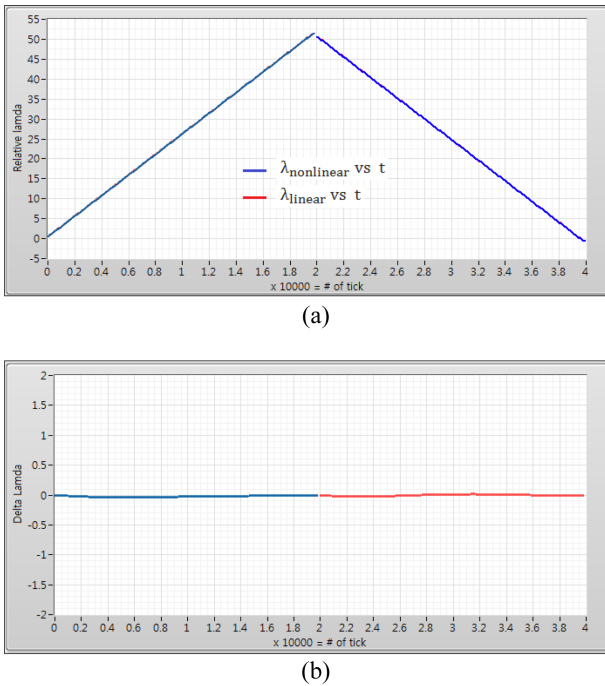 55
50
45
40
35
30
25
20
15
10
5
0
-5
Relative lamda
λnonlinear vs t
λlinear vs t
0 0.2 0.4 0.6 0.8 1 1.2 1.4 1.6 1.8 2 2.2 2.4 2.6 2.8 3 3.2 3.4 3.6 3.8 4
x 10000 = # of tick
(a)
2
1.5
1
0.5
0
-0.5
-1
-1.5
-2
Delta Lamda
0 0.2 0.4 0.6 0.8 1 1.2 1.4 1.6 1.8 2 2.2 2.4 2.6 2.8 3 3.2 3.4 3.6 3.8 4
x 10000 = # of tick
(b)